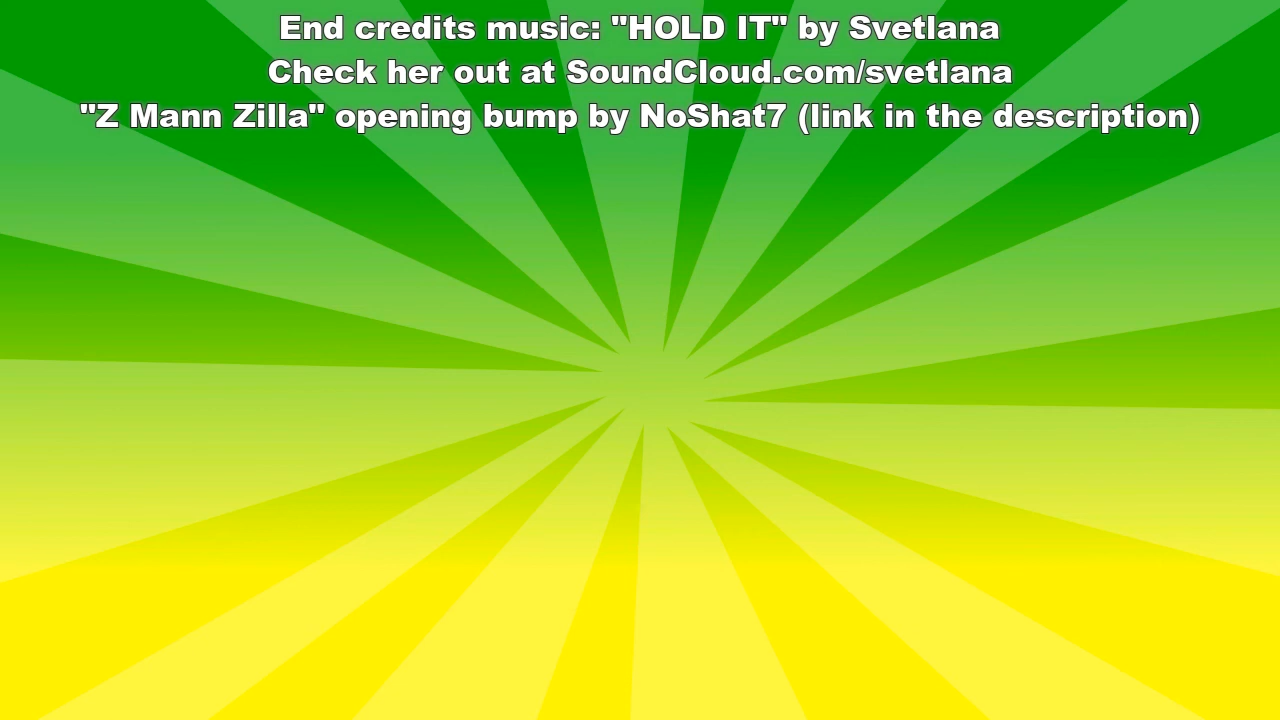 End credits music: "HOLD IT" by Svetlana
Check her out at SoundCloud.com/svetlana
"Z Mann Zilla" opening bump by NoShat7 (link in the description)